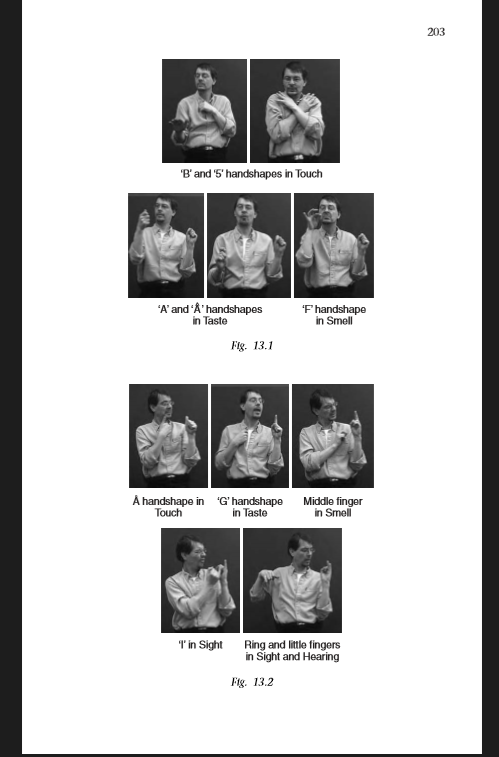 203
‘B’ and ‘5’ handshapes in Touch
‘A’ and ‘Å’ handshapes
in Taste
‘F’ handshape
in Smell
Fig. 13.1
Å handshape in
Touch
‘G’ handshape
in Taste
Middle finger
in Smell
‘I’ in Sight
Ring and little fingers
in Sight and Hearing
Fig. 13.2